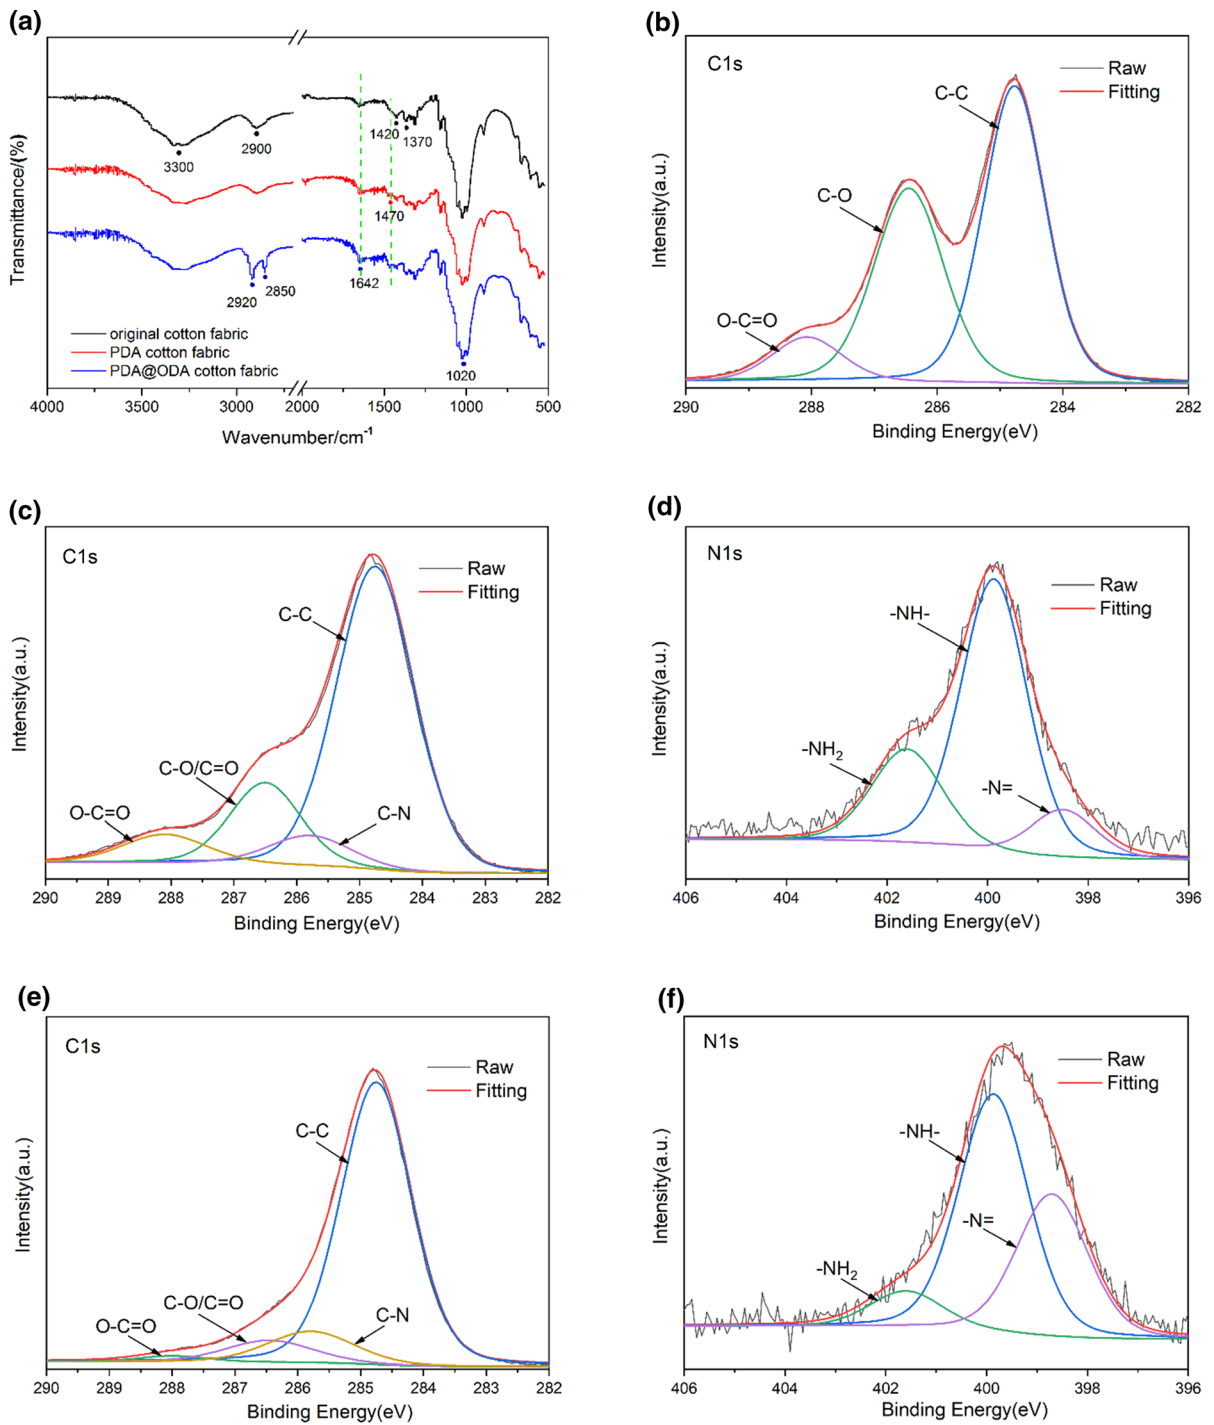 (a)
Transmittance/(%)
3300
2900
1420
1370
1470
1642
2920
2850
1020
original cotton fabric
PDA cotton fabric
PDA@ODA cotton fabric
4000 3500 3000 2000 1500 1000 500
Wavenumber/cm⁻¹
(b)
C1s
Raw
Fitting
C-C
C-O
O-C=O
Intensity(a.u.)
290 288 286 284 282
Binding Energy(eV)
(c)
C1s
Raw
Fitting
C-C
C-O/C=O
O-C=O
C-N
Intensity(a.u.)
290 289 288 287 286 285 284 283 282
Binding Energy(eV)
(d)
N1s
Raw
Fitting
-NH-
-NH₂
-N=
Intensity(a.u.)
406 404 402 400 398 396
Binding Energy(eV)
(e)
C1s
Raw
Fitting
C-C
C-O/C=O
O-C=O
C-N
Intensity(a.u.)
290 289 288 287 286 285 284 283 282
Binding Energy(eV)
(f)
N1s
Raw
Fitting
-NH-
-N=
-NH₂
Intensity(a.u.)
406 404 402 400 398 396
Binding Energy(eV)